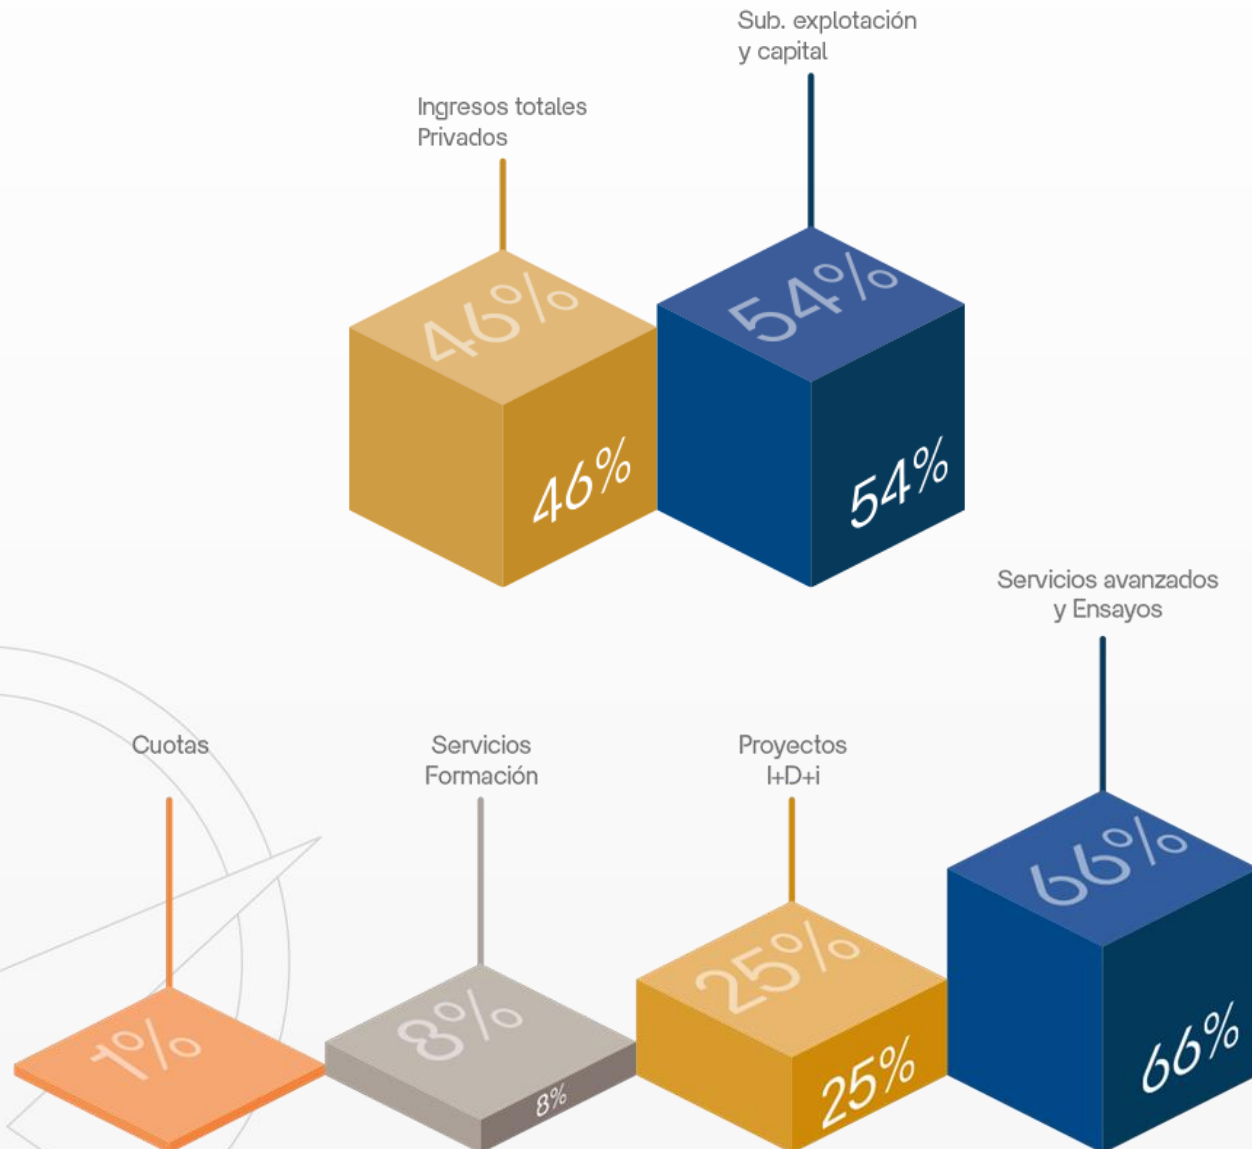 Sub. explotación
y capital
Ingresos totales
Privados
46%
54%
46%
54%
Servicios avanzados
y Ensayos
Cuotas
Servicios
Formación
Proyectos
I+D+i
66%
25%
8%
1%
66%
25%
8%